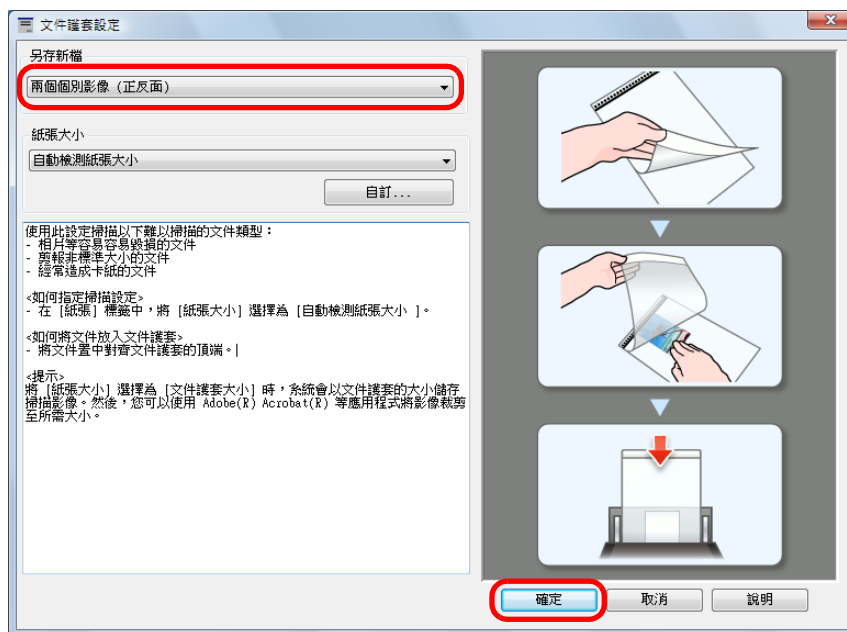 文件護套設定
另存新檔
兩個個別影像 (正反面)
紙張大小
自動檢測紙張大小
自訂...
使用此設定掃描以下難以掃描的文件類型：
- 相片等容易容易毀損的文件
- 剪報非標準大小的文件
- 經常造成卡紙的文件
<如何指定掃描設定>
- 在 [紙張] 標籤中，將 [紙張大小] 選擇為 [自動檢測紙張大小 ]。
<如何將文件放入文件護套>
- 將文件置中對齊文件護套的頂端。
<提示>
將 [紙張大小] 選擇為 [文件護套大小] 時，系統會以文件護套的大小儲存
掃描影像。然後，您可以使用 Adobe(R) Acrobat(R) 等應用程式將影像裁剪
至所需大小。
確定
取消
說明